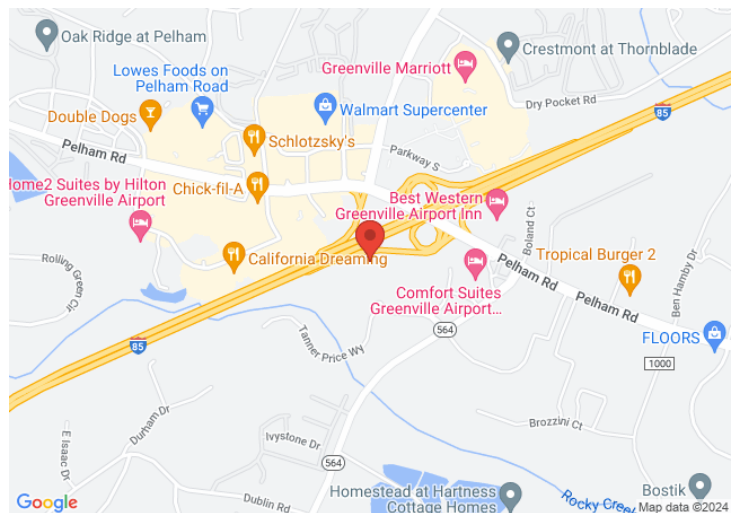 Oak Ridge at Pelham
Crestmont at Thornblade
Greenville Marriott
Lowes Foods on
Pelham Road
Dry Pocket Rd
Double Dogs
Walmart Supercenter
85
Pelham Rd
Schlotzsky's
Parkway S
Chick-fil-A
Home2 Suites by Hilton
Greenville Airport
Best Western
Greenville Airport Inn
Boland Ct
California Dreaming
Tropical Burger 2
Rolling Green Cir
Pelham Rd
Ben Hamby Dr
Comfort Suites
Greenville Airport...
Pelham Rd
564
FLOORS
85
Tanner Price Wy
1000
Durham Dr
Brozzini Ct
E Isaac Dr
Ivystone Dr
564
Dublin Rd
Homestead at Hartness
Cottage Homes
Bostik
Rocky Creek
Google
Map data ©2024